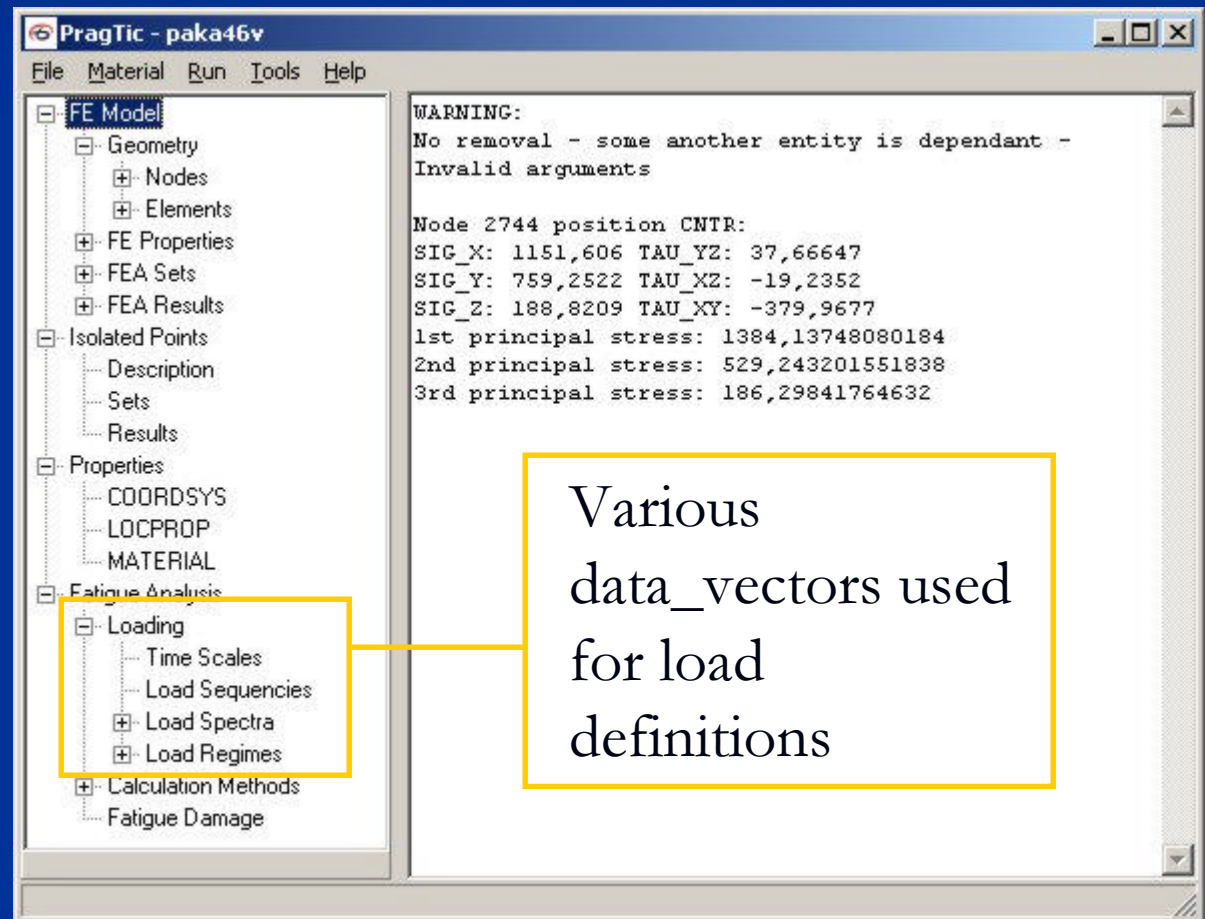 PragTic - paka46v
File Material Run Tools Help
FE Model
Geometry
Nodes
Elements
FE Properties
FEA Sets
FEA Results
Isolated Points
Description
Sets
Results
Properties
COORDSYS
LOCPROP
MATERIAL
Fatigue Analysis
Loading
Time Scales
Load Sequencies
Load Spectra
Load Regimes
Calculation Methods
Fatigue Damage
WARNING:
No removal - some another entity is dependant -
Invalid arguments
Node 2744 position CNTR:
SIG_X: 1151,606 TAU_YZ: 37,66647
SIG_Y: 759,2522 TAU_XZ: -19,2352
SIG_Z: 188,8209 TAU_XY: -379,9677
1st principal stress: 1384,13748080184
2nd principal stress: 529,243201551838
3rd principal stress: 186,29841764632
Various
data_vectors used
for load
definitions